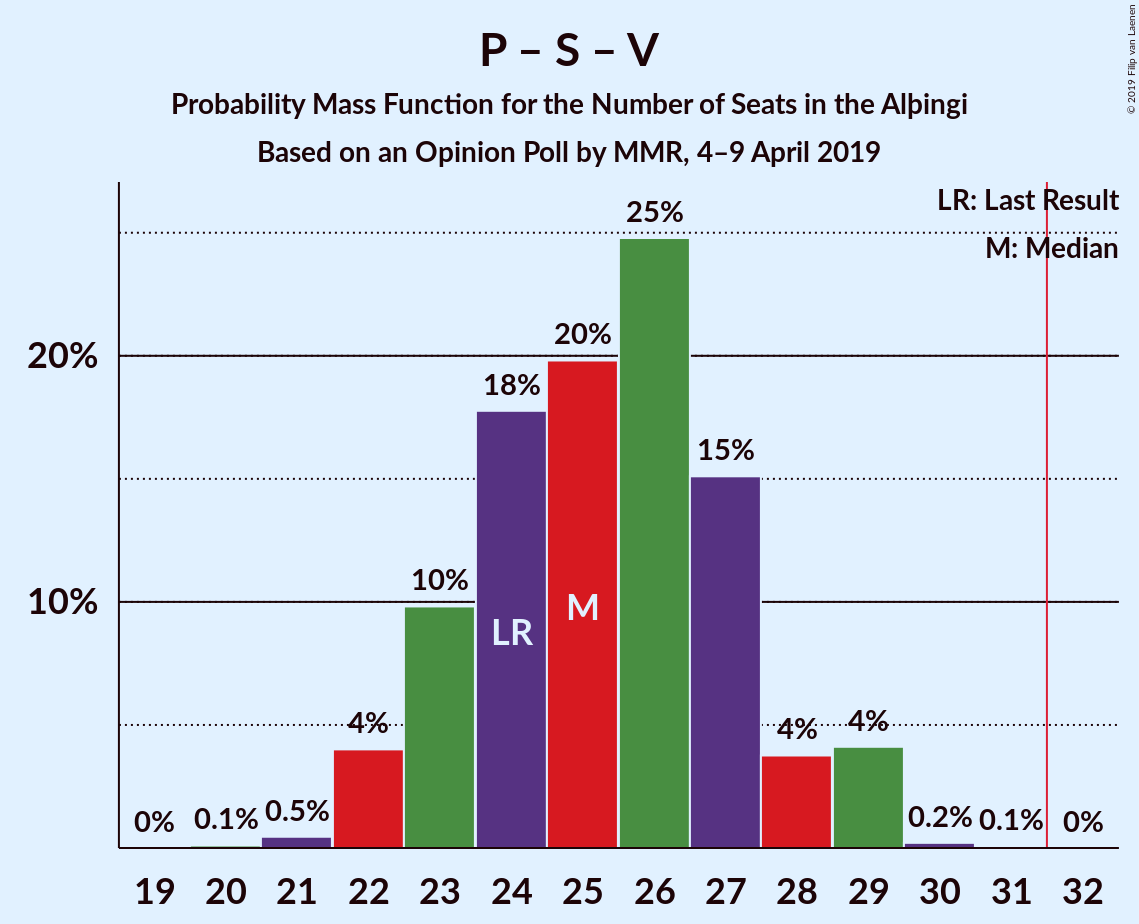 P – S – V
Probability Mass Function for the Number of Seats in the Alþingi
Based on an Opinion Poll by MMR, 4–9 April 2019
© 2019 Filip van Laenen
LR: Last Result
M: Median
25%
20%
18%
15%
10%
4%
4%
4%
0%
0.1%
0.5%
0.2%
0.1%
0%
20%
10%
LR
M
19 20 21 22 23 24 25 26 27 28 29 30 31 32